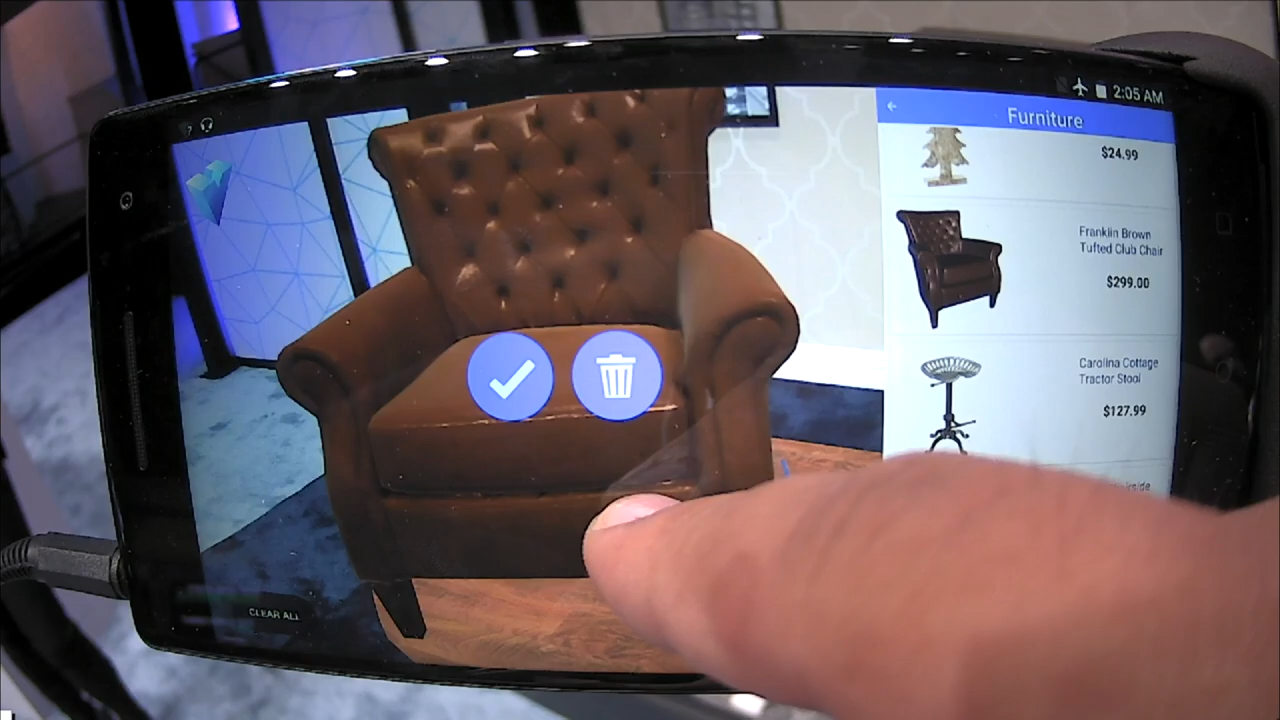 2:05 AM
Furniture
$24.99
Franklin Brown
Tufted Club Chair
$299.00
Carolina Cottage
Tractor Stool
$127.99
CLEAR ALL